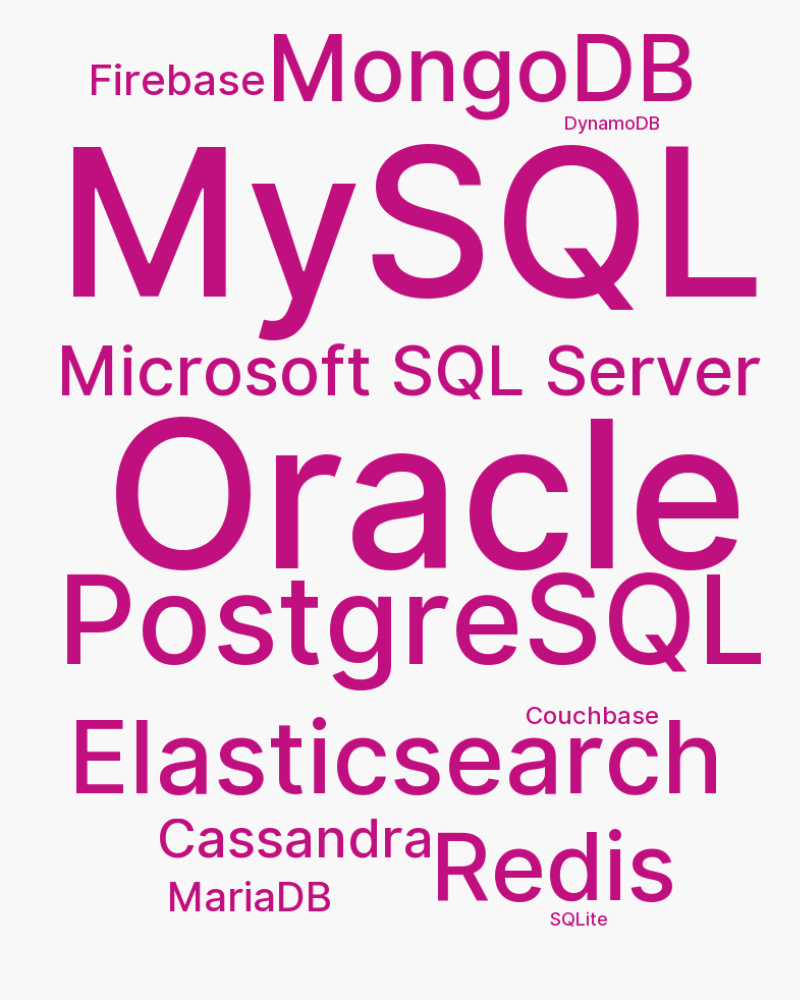 Firebase MongoDB
DynamoDB
MySQL
Microsoft SQL Server
Oracle
PostgreSQL
Couchbase
Elasticsearch
Cassandra Redis
MariaDB
SQLite